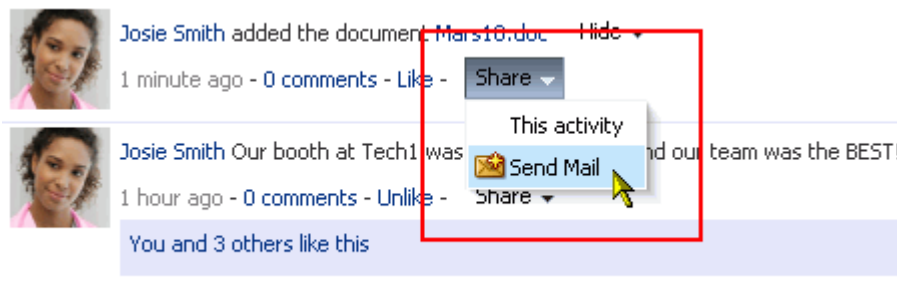 Josie Smith added the document Mars10.doc Hide
1 minute ago - 0 comments - Like - Share
This activity
Josie Smith Our booth at Tech1 was our team was the BEST!
Send Mail
1 hour ago - 0 comments - Unlike - Share
You and 3 others like this